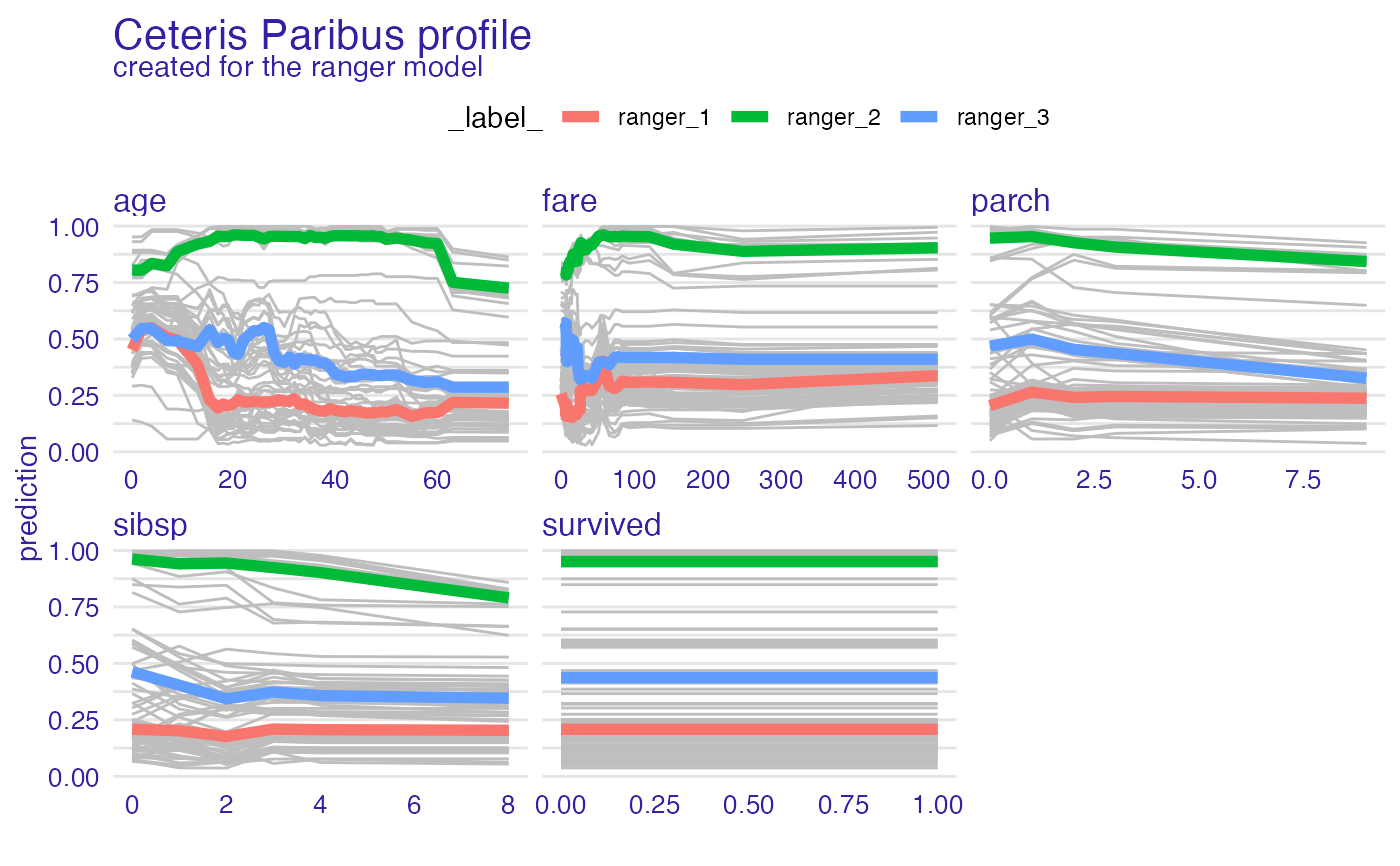 Ceteris Paribus profile
created for the ranger model
_label_ ranger_1 ranger_2 ranger_3
age fare parch
1.00
0.75
0.50
0.25
0.00
0 20 40 60 0 100 200 300 400 500 0.0 2.5 5.0 7.5
prediction
sibsp survived
1.00
0.75
0.50
0.25
0.00
0 2 4 6 8 0.00 0.25 0.50 0.75 1.00